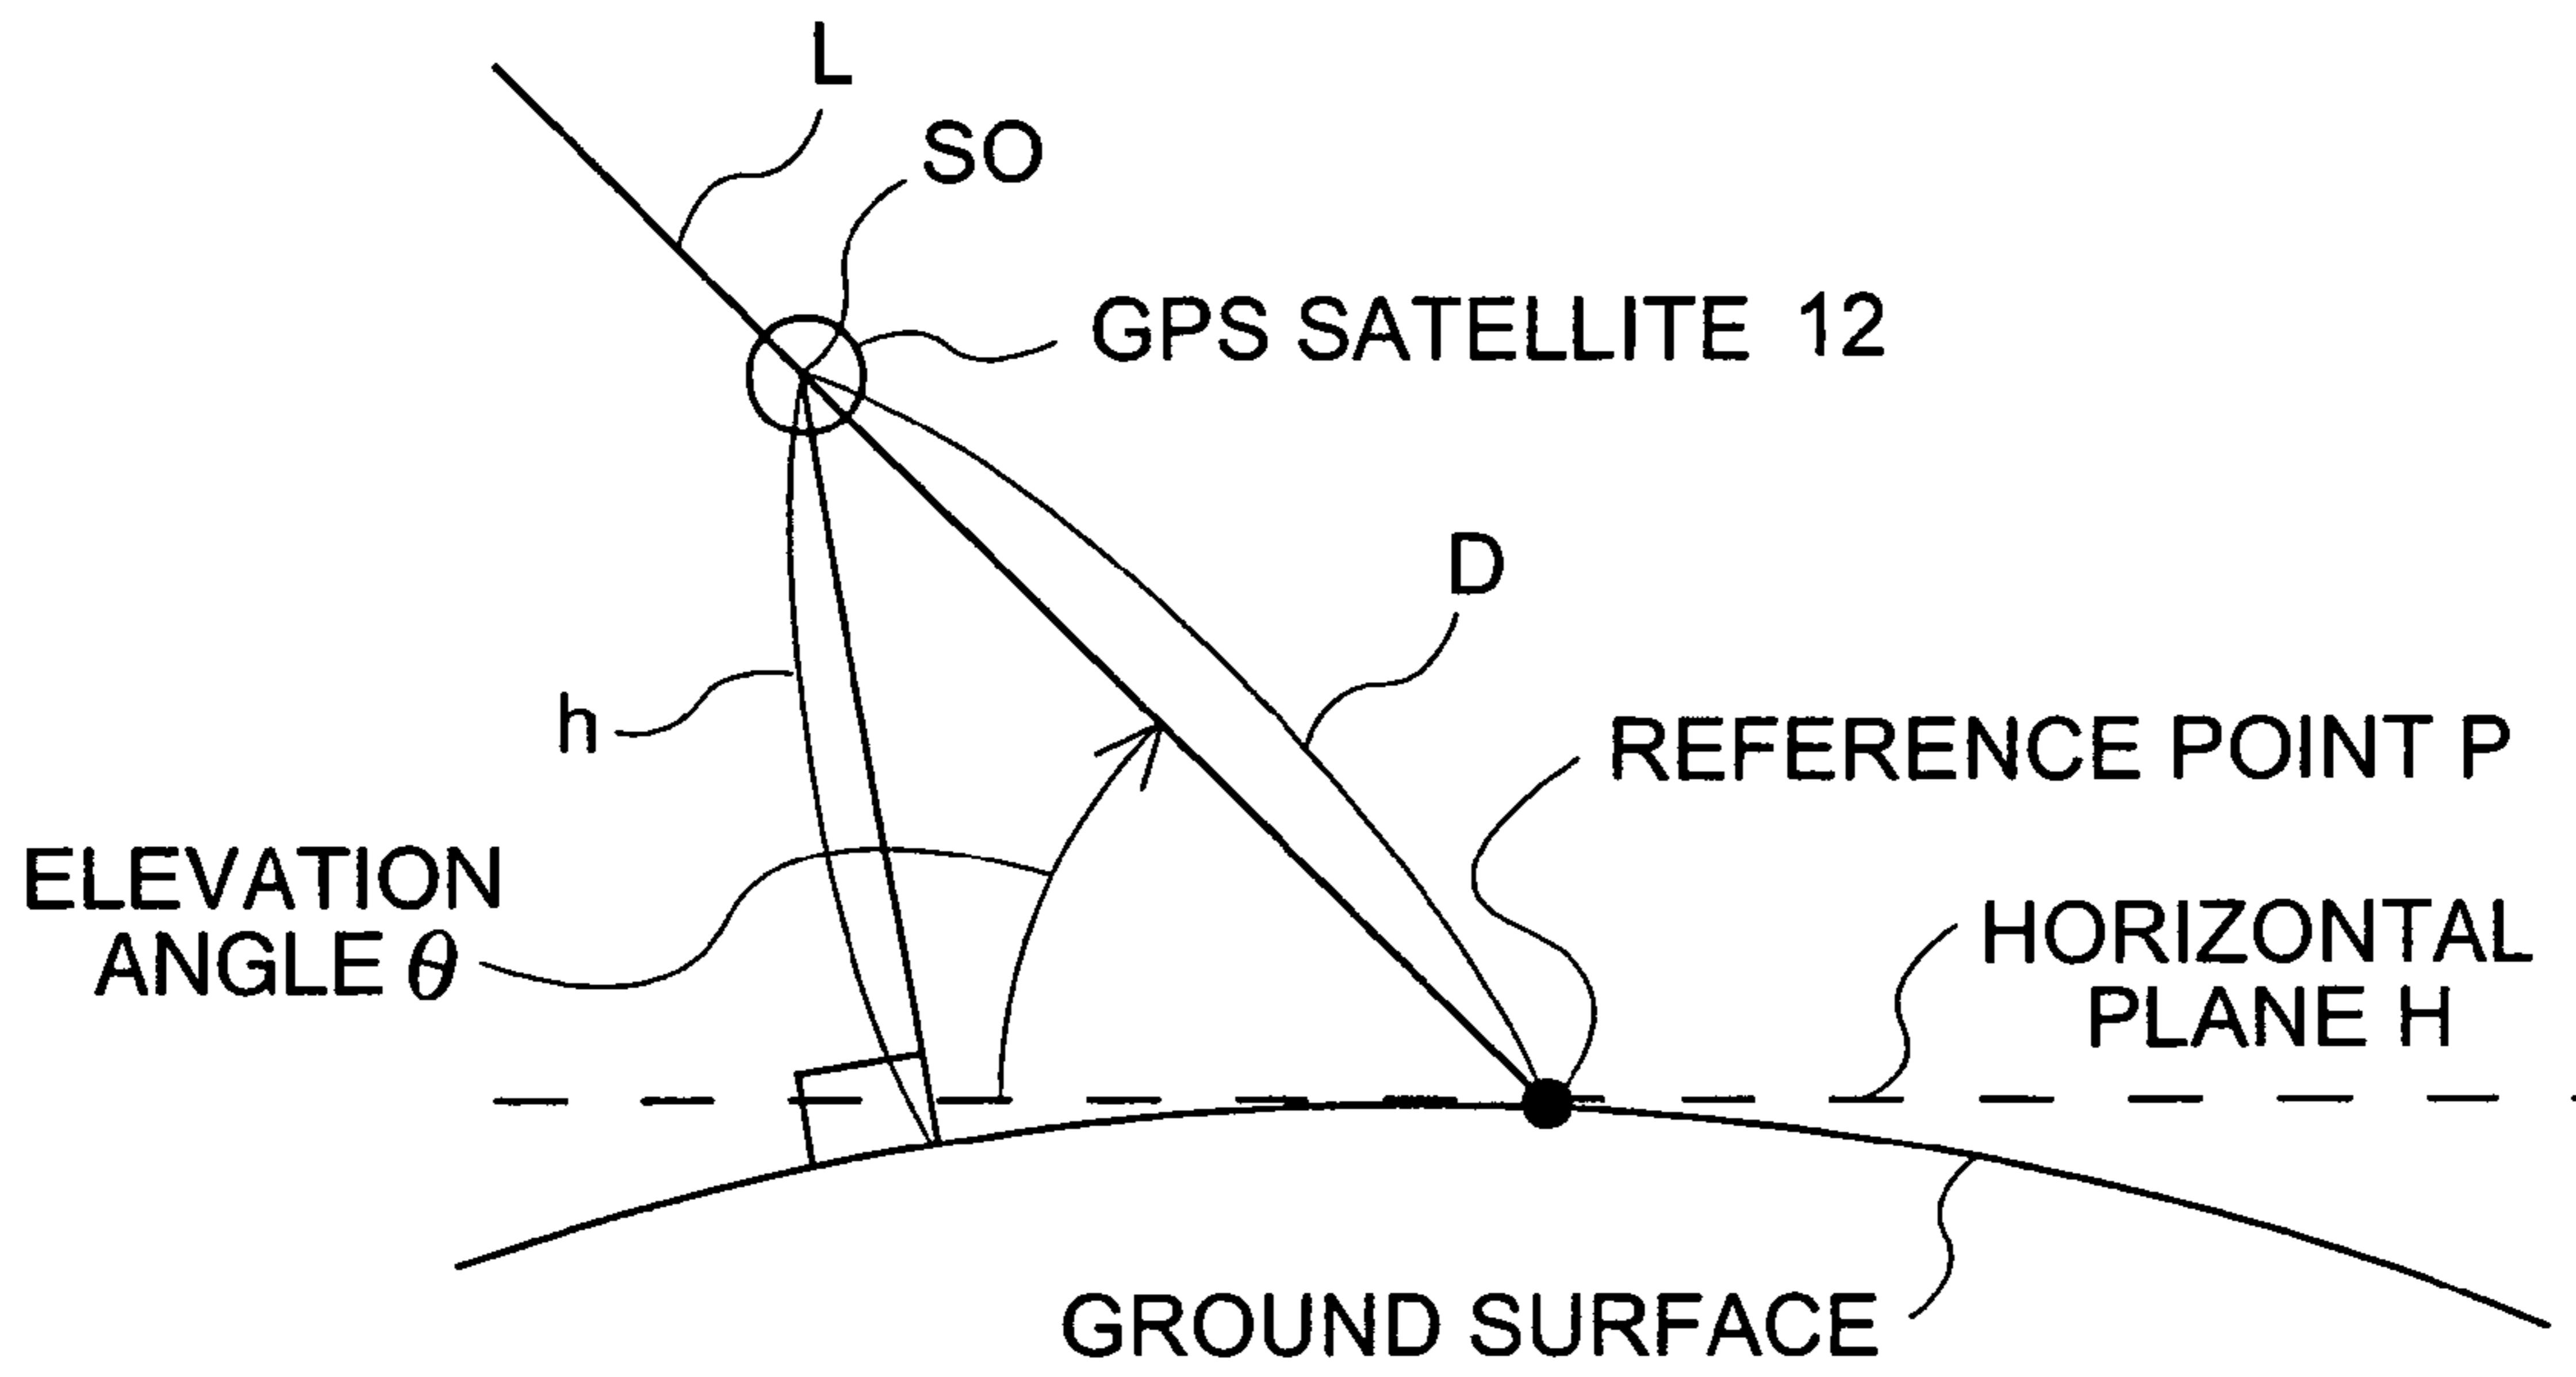 L
SO
GPS SATELLITE 12
D
h
REFERENCE POINT P
ELEVATION
ANGLE θ
HORIZONTAL
PLANE H
GROUND SURFACE